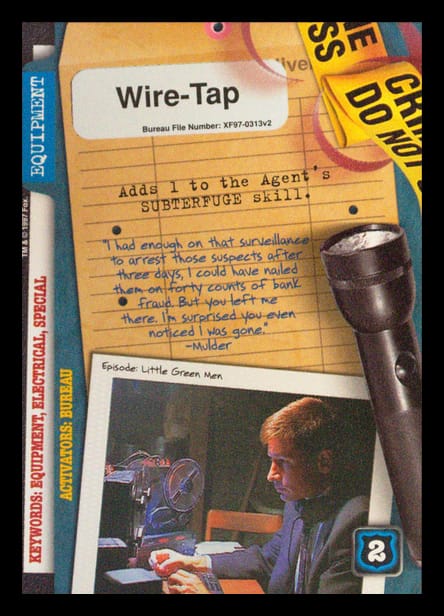 Wire-Tap
Bureau File Number: XF97-0313v2
Adds 1 to the Agent's
SUBTERFUGE skill.
"I had enough on that surveillance
to arrest those suspects after
three days, I could have nailed
them on forty counts of bank
fraud. But you left me
there. I'm surprised you even
noticed I was gone."
-Mulder
Episode: Little Green Men
2
EQUIPMENT
TM & © 1997 Fox.
KEYWORDS: EQUIPMENT, ELECTRICAL, SPECIAL
ACTIVATORS: BUREAU
DO NOT